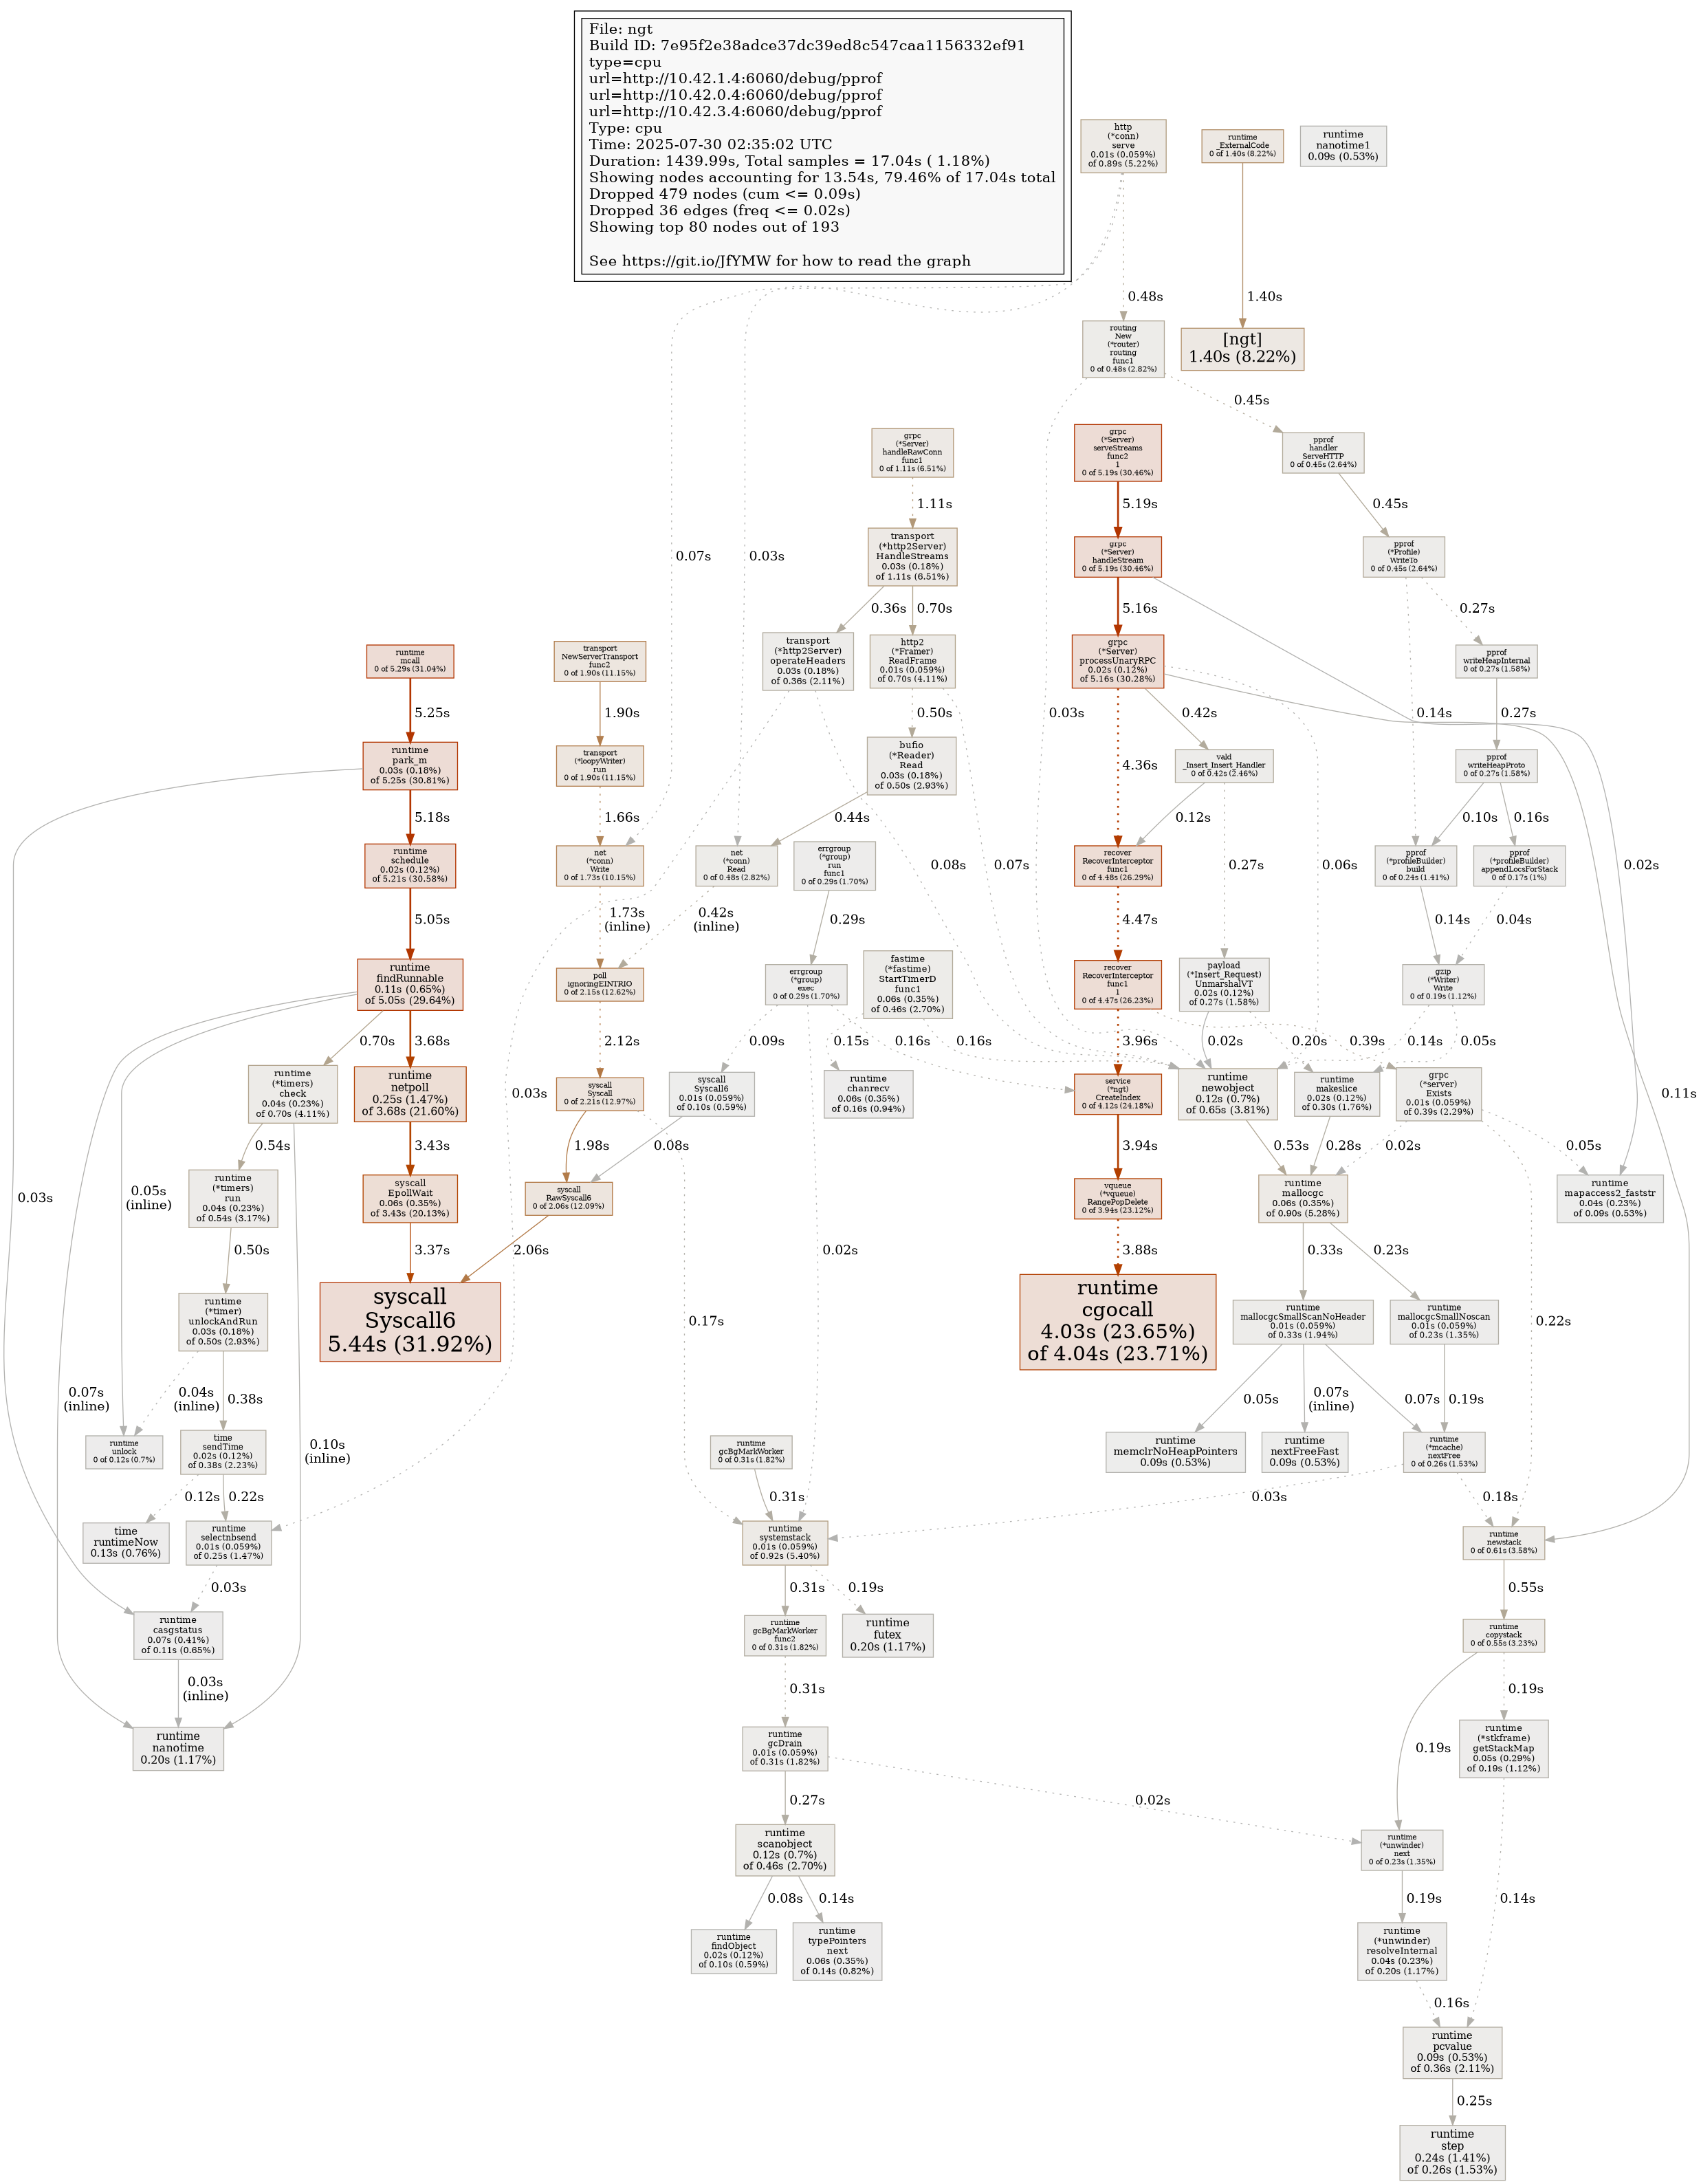 File: ngt
Build ID: 7e95f2e38adce37dc39ed8c547caa1156332ef91
type=cpu
url=http://10.42.1.4:6060/debug/pprof
url=http://10.42.0.4:6060/debug/pprof
url=http://10.42.3.4:6060/debug/pprof
Type: cpu
Time: 2025-07-30 02:35:02 UTC
Duration: 1439.99s, Total samples = 17.04s ( 1.18%)
Showing nodes accounting for 13.54s, 79.46% of 17.04s total
Dropped 479 nodes (cum <= 0.09s)
Dropped 36 edges (freq <= 0.02s)
Showing top 80 nodes out of 193
See https://git.io/JfYMW for how to read the graph
http
(*conn)
serve
0.01s (0.059%)
of 0.89s (5.22%)
runtime
_ExternalCode
0 of 1.40s (8.22%)
runtime
nanotime1
0.09s (0.53%)
0.48s
1.40s
routing
New
(*router)
routing
func1
0 of 0.48s (2.82%)
[ngt]
1.40s (8.22%)
0.45s
grpc
(*Server)
handleRawConn
func1
0 of 1.11s (6.51%)
grpc
(*Server)
serveStreams
func2
1
0 of 5.19s (30.46%)
pprof
handler
ServeHTTP
0 of 0.45s (2.64%)
1.11s
5.19s
0.45s
0.07s
0.03s
transport
(*http2Server)
HandleStreams
0.03s (0.18%)
of 1.11s (6.51%)
grpc
(*Server)
handleStream
0 of 5.19s (30.46%)
pprof
(*Profile)
WriteTo
0 of 0.45s (2.64%)
0.36s
0.70s
5.16s
0.27s
runtime
mcall
0 of 5.29s (31.04%)
transport
NewServerTransport
func2
0 of 1.90s (11.15%)
transport
(*http2Server)
operateHeaders
0.03s (0.18%)
of 0.36s (2.11%)
http2
(*Framer)
ReadFrame
0.01s (0.059%)
of 0.70s (4.11%)
grpc
(*Server)
processUnaryRPC
0.02s (0.12%)
of 5.16s (30.28%)
pprof
writeHeapInternal
0 of 0.27s (1.58%)
5.25s
1.90s
0.50s
0.03s
0.42s
0.14s
0.27s
runtime
park_m
0.03s (0.18%)
of 5.25s (30.81%)
transport
(*loopyWriter)
run
0 of 1.90s (11.15%)
bufio
(*Reader)
Read
0.03s (0.18%)
of 0.50s (2.93%)
4.36s
vald
_Insert_Insert_Handler
0 of 0.42s (2.46%)
pprof
writeHeapProto
0 of 0.27s (1.58%)
5.18s
1.66s
0.44s
0.12s
0.10s
0.16s
runtime
schedule
0.02s (0.12%)
of 5.21s (30.58%)
net
(*conn)
Write
0 of 1.73s (10.15%)
net
(*conn)
Read
0 of 0.48s (2.82%)
errgroup
(*group)
run
func1
0 of 0.29s (1.70%)
0.08s
0.07s
recover
RecoverInterceptor
func1
0 of 4.48s (26.29%)
0.27s
0.06s
pprof
(*profileBuilder)
build
0 of 0.24s (1.41%)
pprof
(*profileBuilder)
appendLocsForStack
0 of 0.17s (1%)
0.02s
5.05s
1.73s
(inline)
0.42s
(inline)
0.29s
4.47s
0.14s
0.04s
runtime
findRunnable
0.11s (0.65%)
of 5.05s (29.64%)
poll
ignoringEINTRIO
0 of 2.15s (12.62%)
errgroup
(*group)
exec
0 of 0.29s (1.70%)
fastime
(*fastime)
StartTimerD
func1
0.06s (0.35%)
of 0.46s (2.70%)
recover
RecoverInterceptor
func1
1
0 of 4.47s (26.23%)
payload
(*Insert_Request)
UnmarshalVT
0.02s (0.12%)
of 0.27s (1.58%)
gzip
(*Writer)
Write
0 of 0.19s (1.12%)
0.70s
3.68s
2.12s
0.09s
0.16s
0.15s
0.16s
3.96s
0.02s
0.20s
0.14s
0.39s
0.05s
runtime
(*timers)
check
0.04s (0.23%)
of 0.70s (4.11%)
runtime
netpoll
0.25s (1.47%)
of 3.68s (21.60%)
syscall
Syscall
0 of 2.21s (12.97%)
0.03s
syscall
Syscall6
0.01s (0.059%)
of 0.10s (0.59%)
runtime
chanrecv
0.06s (0.35%)
of 0.16s (0.94%)
service
(*ngt)
CreateIndex
0 of 4.12s (24.18%)
runtime
newobject
0.12s (0.7%)
of 0.65s (3.81%)
runtime
makeslice
0.02s (0.12%)
of 0.30s (1.76%)
grpc
(*server)
Exists
0.01s (0.059%)
of 0.39s (2.29%)
0.11s
0.54s
3.43s
1.98s
0.08s
3.94s
0.53s
0.28s
0.02s
0.05s
0.03s
0.05s
(inline)
runtime
(*timers)
run
0.04s (0.23%)
of 0.54s (3.17%)
syscall
EpollWait
0.06s (0.35%)
of 3.43s (20.13%)
syscall
RawSyscall6
0 of 2.06s (12.09%)
vqueue
(*vqueue)
RangePopDelete
0 of 3.94s (23.12%)
runtime
mallocgc
0.06s (0.35%)
of 0.90s (5.28%)
runtime
mapaccess2_faststr
0.04s (0.23%)
of 0.09s (0.53%)
0.50s
3.37s
2.06s
0.02s
3.88s
0.33s
0.23s
runtime
(*timer)
unlockAndRun
0.03s (0.18%)
of 0.50s (2.93%)
syscall
Syscall6
5.44s (31.92%)
0.17s
runtime
cgocall
4.03s (23.65%)
of 4.04s (23.71%)
runtime
mallocgcSmallScanNoHeader
0.01s (0.059%)
of 0.33s (1.94%)
runtime
mallocgcSmallNoscan
0.01s (0.059%)
of 0.23s (1.35%)
0.22s
0.07s
(inline)
0.04s
(inline)
0.38s
0.05s
0.07s
(inline)
0.07s
0.19s
runtime
unlock
0 of 0.12s (0.7%)
time
sendTime
0.02s (0.12%)
of 0.38s (2.23%)
0.10s
(inline)
runtime
gcBgMarkWorker
0 of 0.31s (1.82%)
runtime
memclrNoHeapPointers
0.09s (0.53%)
runtime
nextFreeFast
0.09s (0.53%)
runtime
(*mcache)
nextFree
0 of 0.26s (1.53%)
0.12s
0.22s
0.31s
0.03s
0.18s
time
runtimeNow
0.13s (0.76%)
runtime
selectnbsend
0.01s (0.059%)
of 0.25s (1.47%)
runtime
systemstack
0.01s (0.059%)
of 0.92s (5.40%)
runtime
newstack
0 of 0.61s (3.58%)
0.03s
0.31s
0.19s
0.55s
runtime
casgstatus
0.07s (0.41%)
of 0.11s (0.65%)
runtime
gcBgMarkWorker
func2
0 of 0.31s (1.82%)
runtime
futex
0.20s (1.17%)
runtime
copystack
0 of 0.55s (3.23%)
0.03s
(inline)
0.31s
0.19s
runtime
nanotime
0.20s (1.17%)
runtime
gcDrain
0.01s (0.059%)
of 0.31s (1.82%)
0.19s
runtime
(*stkframe)
getStackMap
0.05s (0.29%)
of 0.19s (1.12%)
0.27s
0.02s
runtime
scanobject
0.12s (0.7%)
of 0.46s (2.70%)
runtime
(*unwinder)
next
0 of 0.23s (1.35%)
0.08s
0.14s
0.19s
0.14s
runtime
findObject
0.02s (0.12%)
of 0.10s (0.59%)
runtime
typePointers
next
0.06s (0.35%)
of 0.14s (0.82%)
runtime
(*unwinder)
resolveInternal
0.04s (0.23%)
of 0.20s (1.17%)
0.16s
runtime
pcvalue
0.09s (0.53%)
of 0.36s (2.11%)
0.25s
runtime
step
0.24s (1.41%)
of 0.26s (1.53%)